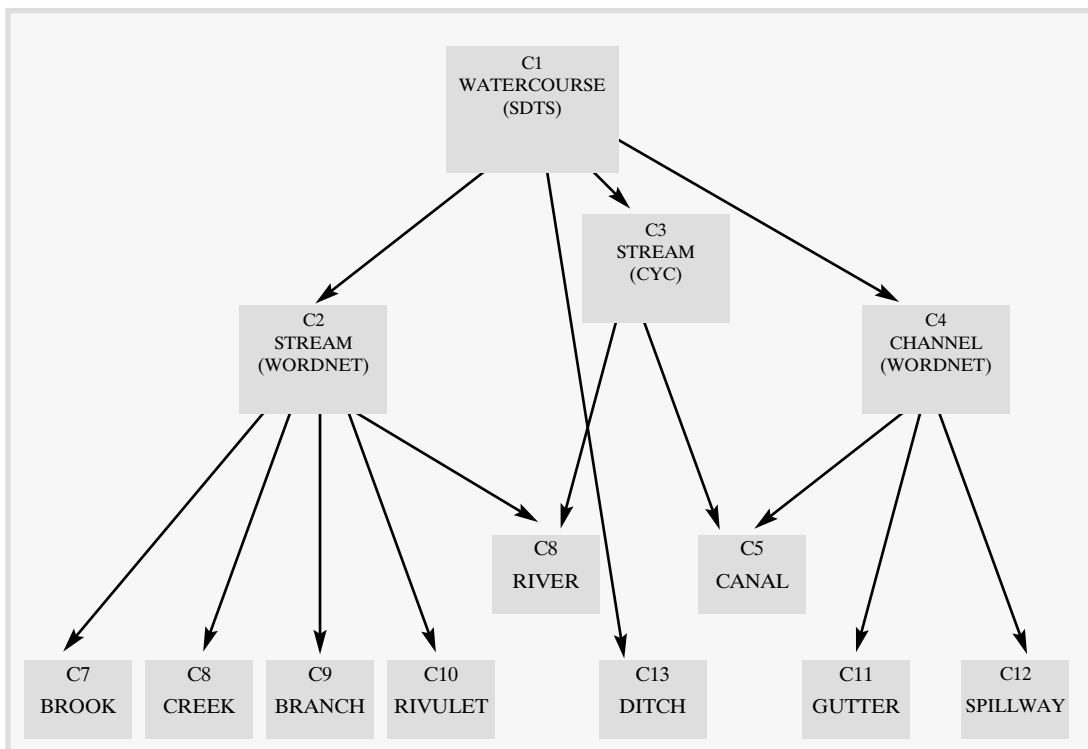 C1
WATERCOURSE
(SDTS)
C3
STREAM
(CYC)
C2
STREAM
(WORDNET)
C4
CHANNEL
(WORDNET)
C8
RIVER
C5
CANAL
C7
BROOK
C8
CREEK
C9
BRANCH
C10
RIVULET
C13
DITCH
C11
GUTTER
C12
SPILLWAY